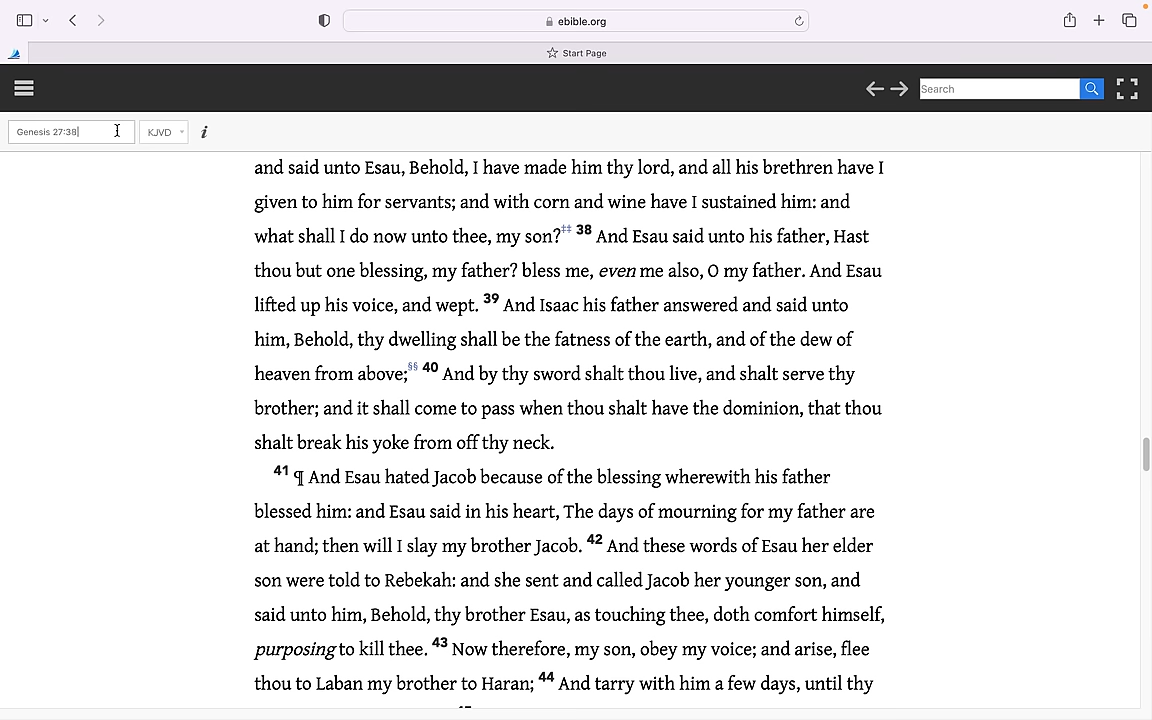 ebible.org
Start Page
Search
Genesis 27:38
KJVD
i
and said unto Esau, Behold, I have made him thy lord, and all his brethren have I
given to him for servants; and with corn and wine have I sustained him: and
what shall I do now unto thee, my son?‡‡ 38 And Esau said unto his father, Hast
thou but one blessing, my father? bless me, even me also, O my father. And Esau
lifted up his voice, and wept. 39 And Isaac his father answered and said unto
him, Behold, thy dwelling shall be the fatness of the earth, and of the dew of
heaven from above;§§ 40 And by thy sword shalt thou live, and shalt serve thy
brother; and it shall come to pass when thou shalt have the dominion, that thou
shalt break his yoke from off thy neck.
41 ¶ And Esau hated Jacob because of the blessing wherewith his father
blessed him: and Esau said in his heart, The days of mourning for my father are
at hand; then will I slay my brother Jacob. 42 And these words of Esau her elder
son were told to Rebekah: and she sent and called Jacob her younger son, and
said unto him, Behold, thy brother Esau, as touching thee, doth comfort himself,
purposing to kill thee. 43 Now therefore, my son, obey my voice; and arise, flee
thou to Laban my brother to Haran; 44 And tarry with him a few days, until thy